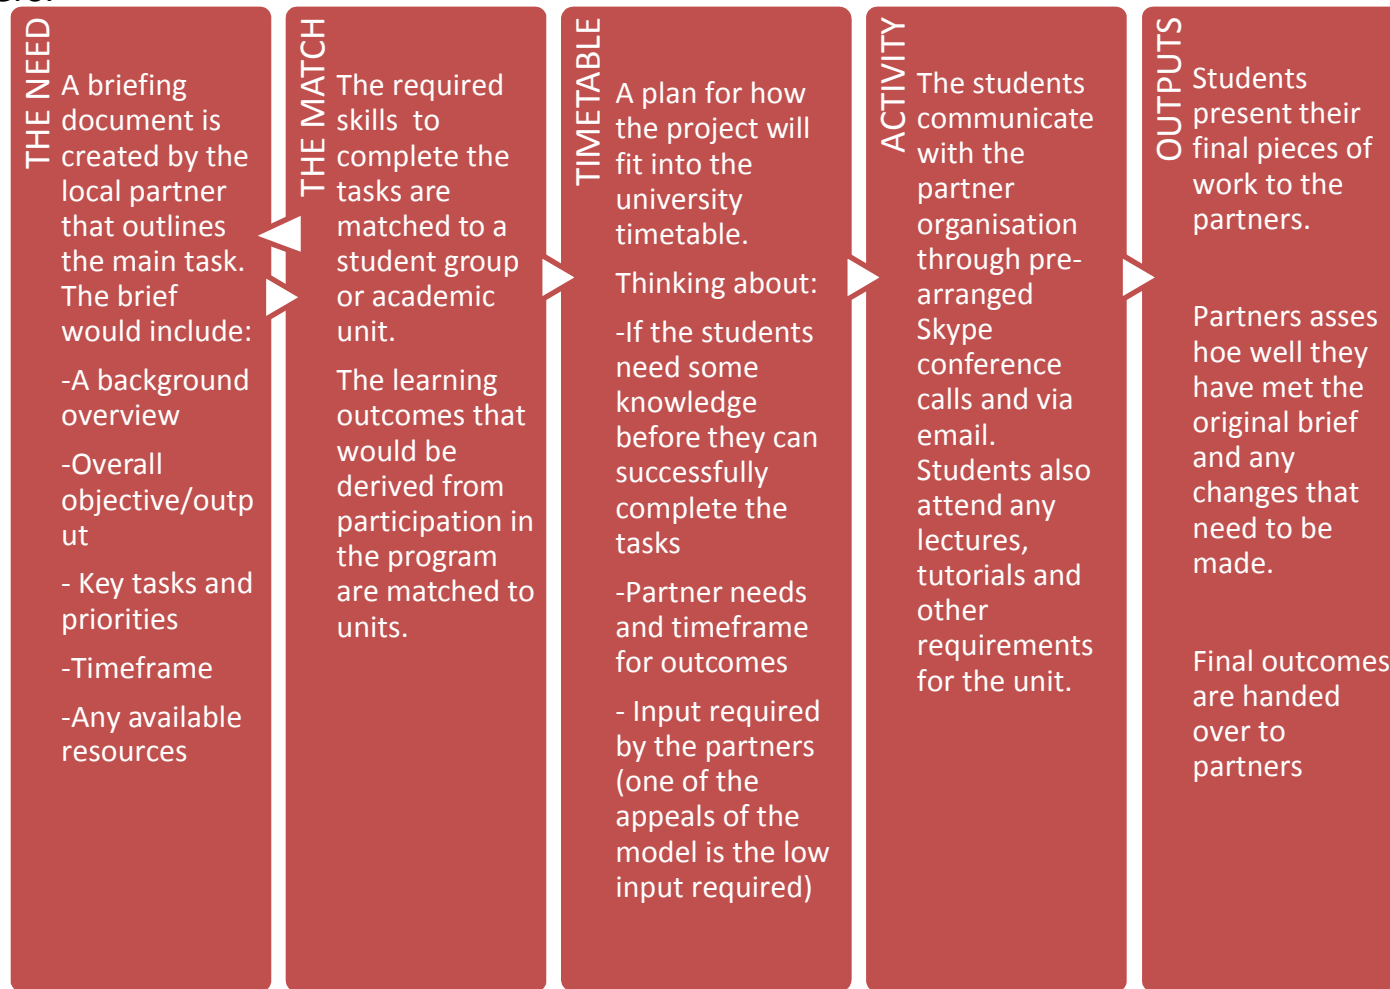 THE NEED
A briefing
document is
created by the
local partner
that outlines
the main task.
The brief
would include:
-A background
overview
-Overall
objective/outp
ut
- Key tasks and
priorities
-Timeframe
-Any available
resources
THE MATCH
The required
skills  to
complete the
tasks are
matched to a
student group
or academic
unit.
The learning
outcomes that
would be
derived from
participation in
the program
are matched to
units.
TIMETABLE
A plan for how
the project will
fit into the
university
timetable.
Thinking about:
-If the students
need some
knowledge
before they can
successfully
complete the
tasks
-Partner needs
and timeframe
for outcomes
- Input required
by the partners
(one of the
appeals of the
model is the low
input required)
ACTIVITY
The students
communicate
with the
partner
organisation
through pre-
arranged
Skype
conference
calls and via
email.
Students also
attend any
lectures,
tutorials and
other
requirements
for the unit.
OUTPUTS
Students
present their
final pieces of
work to the
partners.
Partners asses
hoe well they
have met the
original brief
and any
changes that
need to be
made.
Final outcomes
are handed
over to
partners